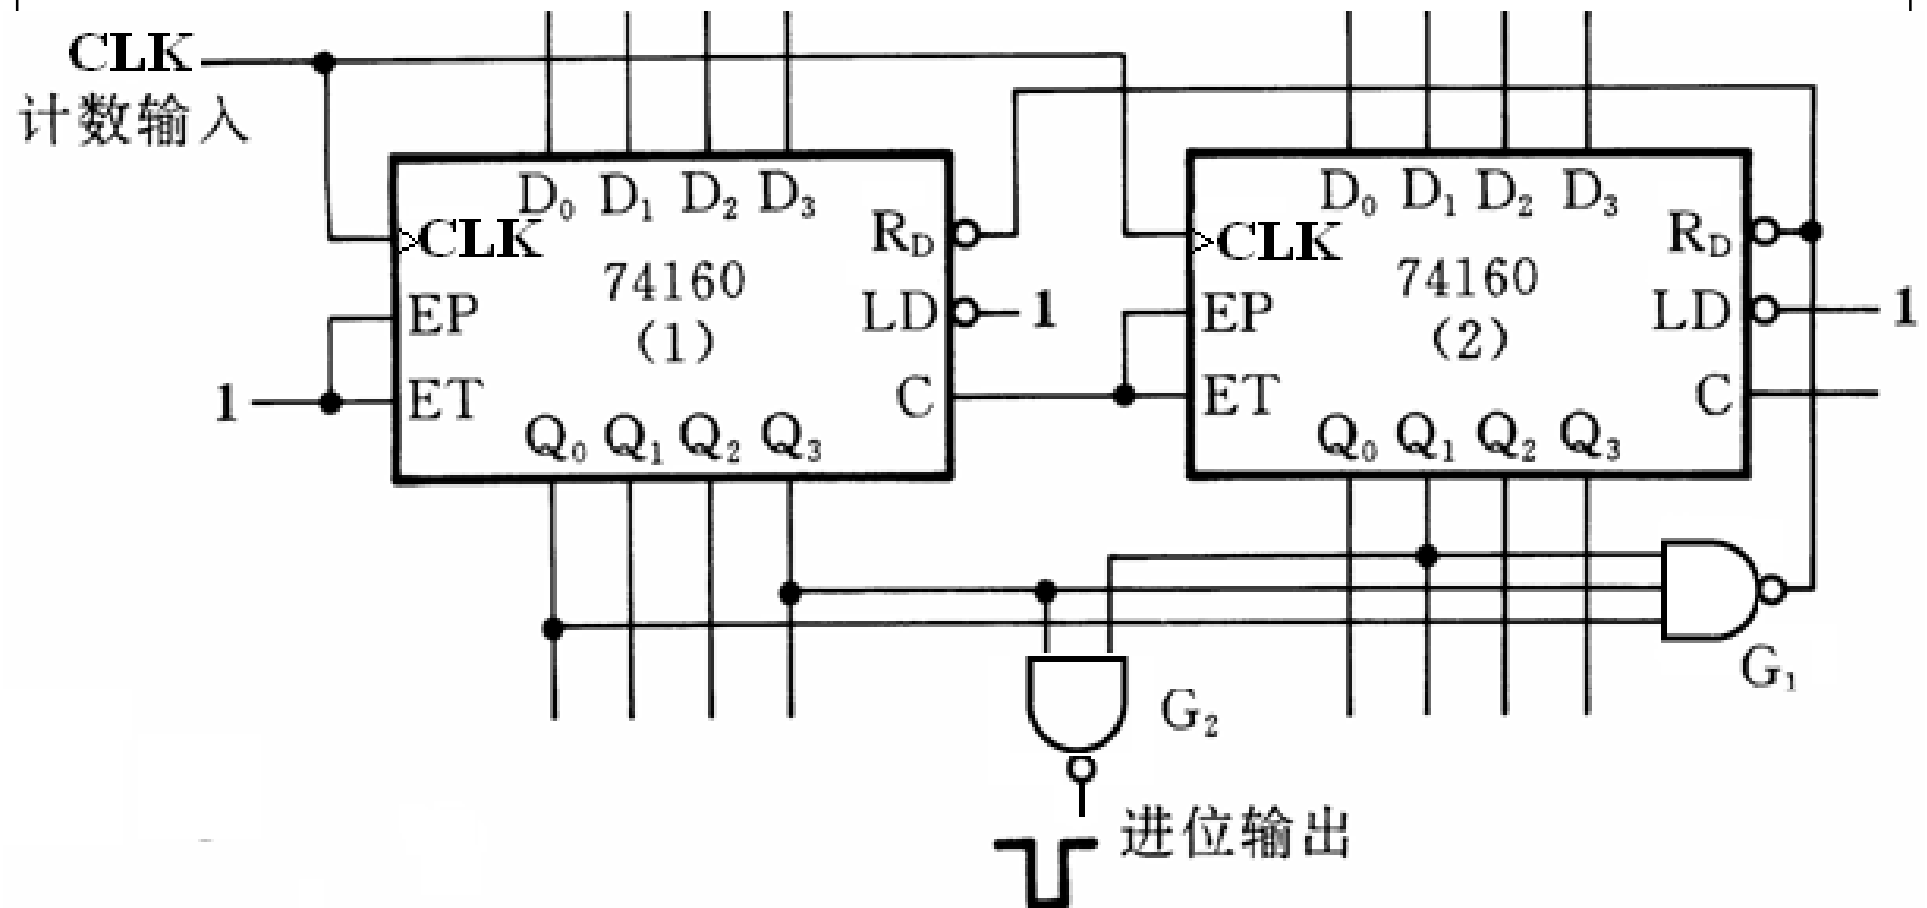 CLK
计数输入
D₀ D₁ D₂ D₃
CLK
R_D
74160
EP
(1)
LD
1
1
ET
C
Q₀ Q₁ Q₂ Q₃
D₀ D₁ D₂ D₃
CLK
R_D
74160
EP
(2)
LD
1
ET
C
Q₀ Q₁ Q₂ Q₃
G₁
G₂
进位输出